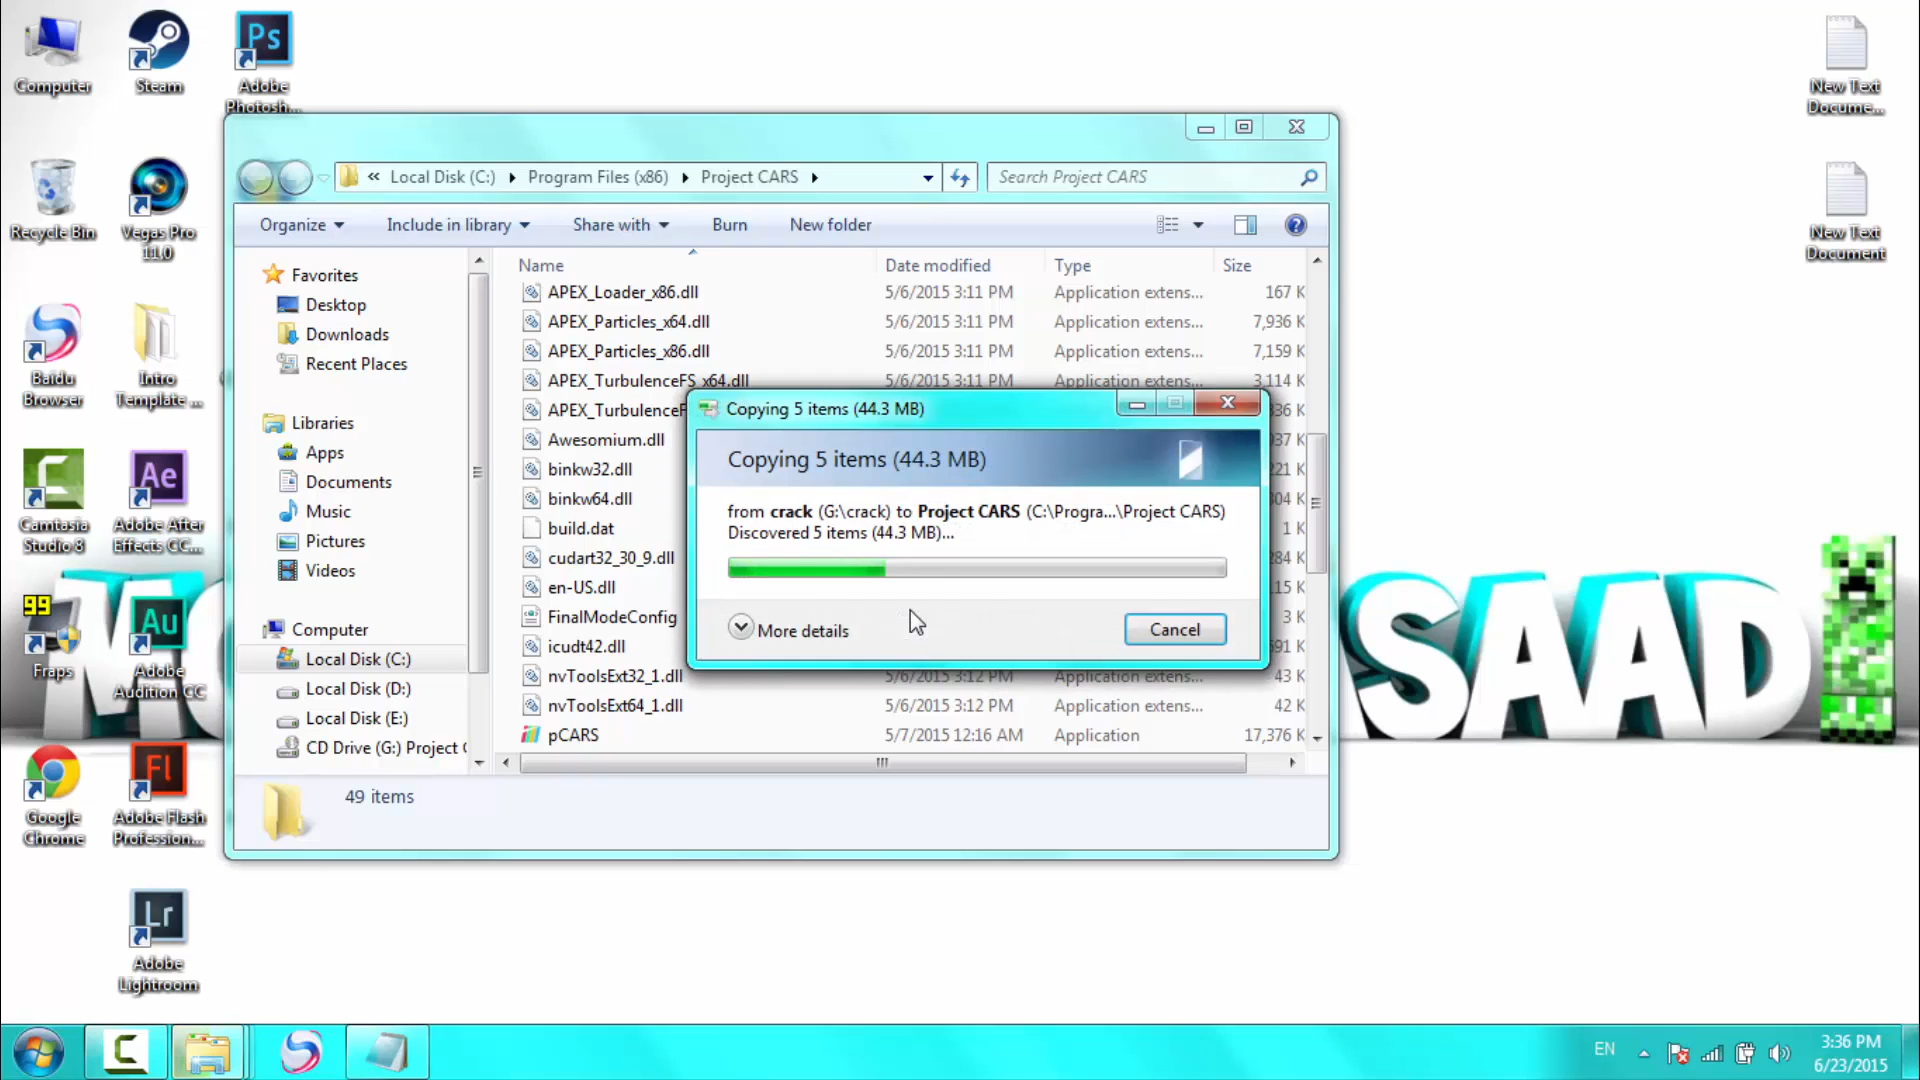 Computer
Steam
Adobe
Photosh...
Recycle Bin
Vegas Pro
11.0
Baidu
Browser
Intro
Template ...
Camtasia
Studio 8
Adobe After
Effects CC...
99
Fraps
Adobe
Audition CC
Google
Chrome
Adobe Flash
Profession...
Adobe
Lightroom
New Text
Docume...
New Text
Document
« Local Disk (C:) Program Files (x86) Project CARS
Search Project CARS
Organize
Include in library
Share with
Burn
New folder
Favorites
Desktop
Downloads
Recent Places
Libraries
Apps
Documents
Music
Pictures
Videos
Computer
Local Disk (C:)
Local Disk (D:)
Local Disk (E:)
CD Drive (G:) Project
Name Date modified Type Size
APEX_Loader_x86.dll 5/6/2015 3:11 PM Application extens... 167 K
APEX_Particles_x64.dll 5/6/2015 3:11 PM Application extens... 7,936 K
APEX_Particles_x86.dll 5/6/2015 3:11 PM Application extens... 7,159 K
APEX_TurbulenceFS_x64.dll 5/6/2015 3:11 PM Application extens... 3,114 K
APEX_Turbulence
Awesomium.dll
binkw32.dll
binkw64.dll
build.dat 1 K
cudart32_30_9.dll
en-US.dll
FinalModeConfig 3 K
icudt42.dll
nvToolsExt32_1.dll 5/6/2015 3:12 PM Application extens... 43 K
nvToolsExt64_1.dll 5/6/2015 3:12 PM Application extens... 42 K
pCARS 5/7/2015 12:16 AM Application 17,376 K
49 items
Copying 5 items (44.3 MB)
Copying 5 items (44.3 MB)
from crack (G:\crack) to Project CARS (C:\Progra...\Project CARS)
Discovered 5 items (44.3 MB)...
More details
Cancel
SAAD
Ps
Ae
Au
Fl
Lr
EN
3:36 PM
6/23/2015